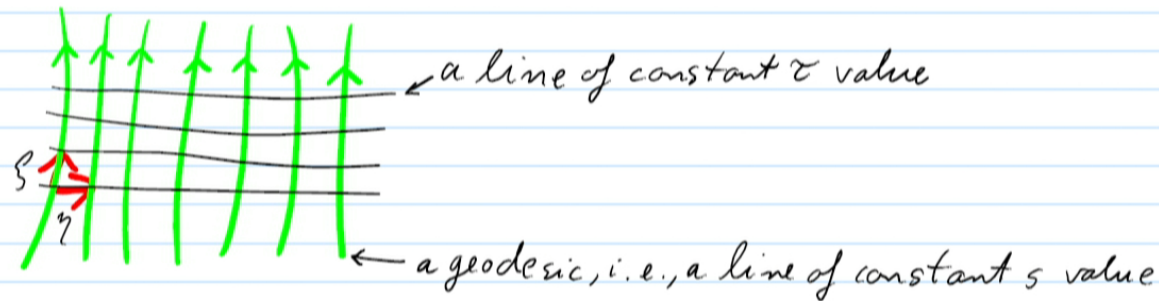 a line of constant τ value
ξ
η
a geodesic, i.e., a line of constant s value